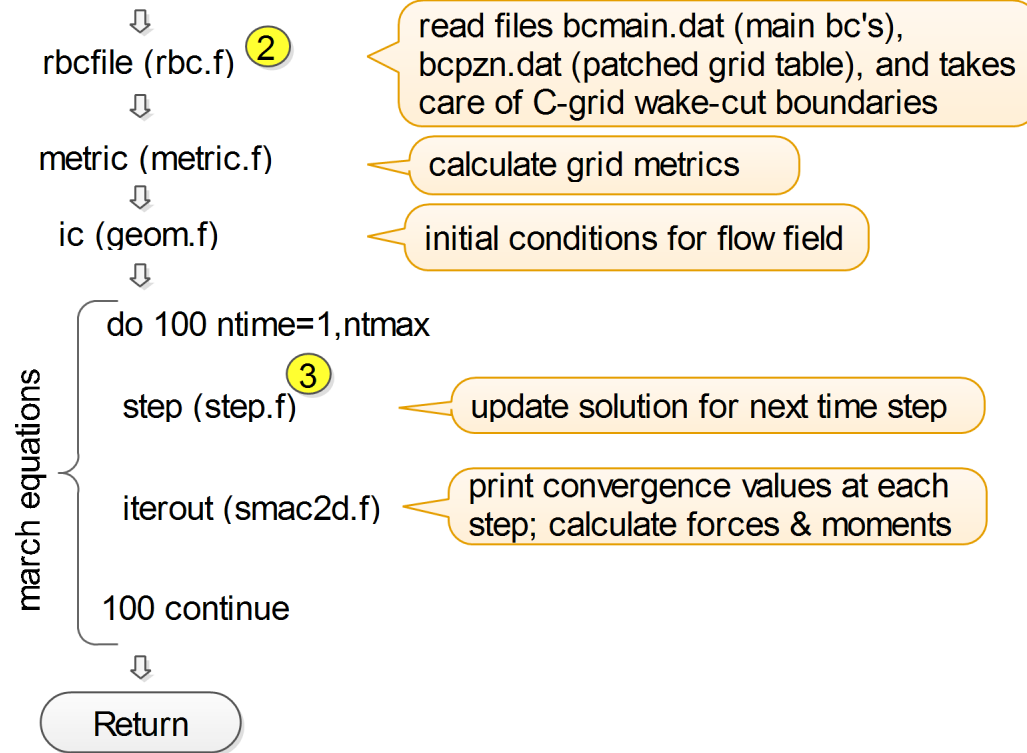 rbcfile (rbc.f)
2
read files bcmain.dat (main bc's),
bcpzn.dat (patched grid table), and takes
care of C-grid wake-cut boundaries
metric (metric.f)
calculate grid metrics
ic (geom.f)
initial conditions for flow field
march equations
do 100 ntime=1,ntmax
3
step (step.f)
update solution for next time step
iterout (smac2d.f)
print convergence values at each
step; calculate forces & moments
100 continue
Return